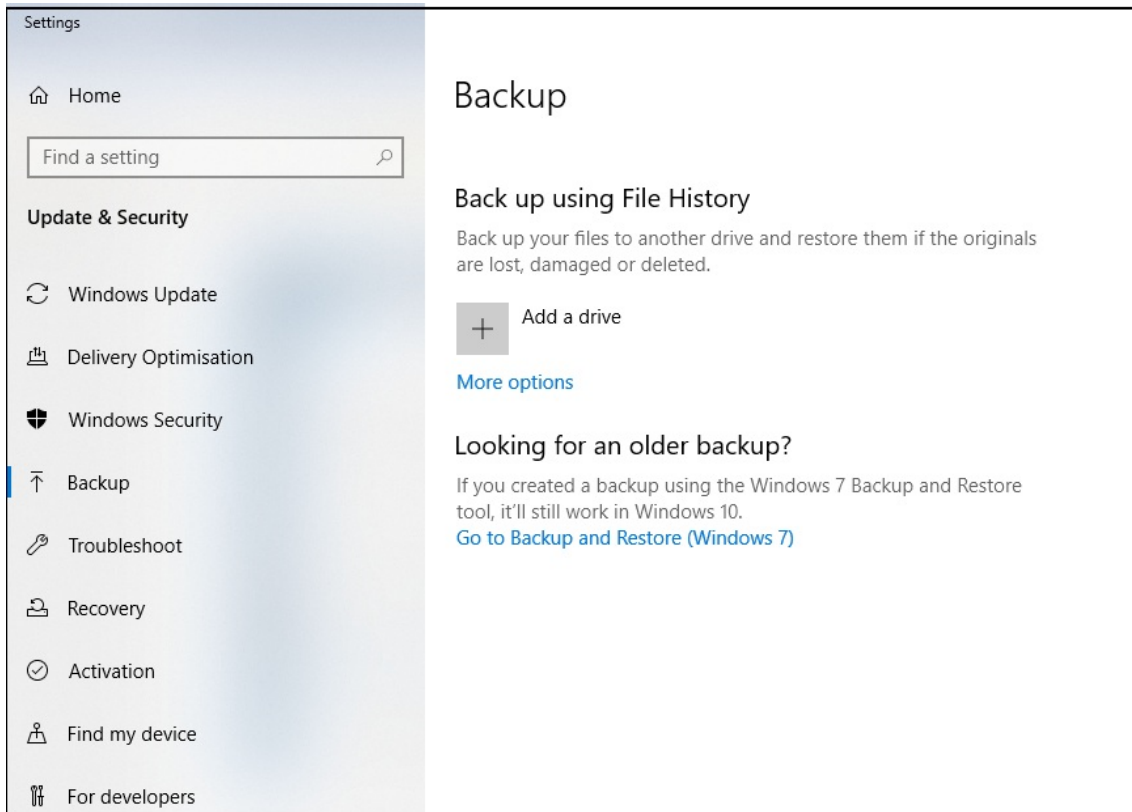 Settings
Home
Find a setting
Update & Security
Windows Update
Delivery Optimisation
Windows Security
Backup
Troubleshoot
Recovery
Activation
Find my device
For developers
Backup
Back up using File History
Back up your files to another drive and restore them if the originals
are lost, damaged or deleted.
Add a drive
More options
Looking for an older backup?
If you created a backup using the Windows 7 Backup and Restore
tool, it'll still work in Windows 10.
Go to Backup and Restore (Windows 7)